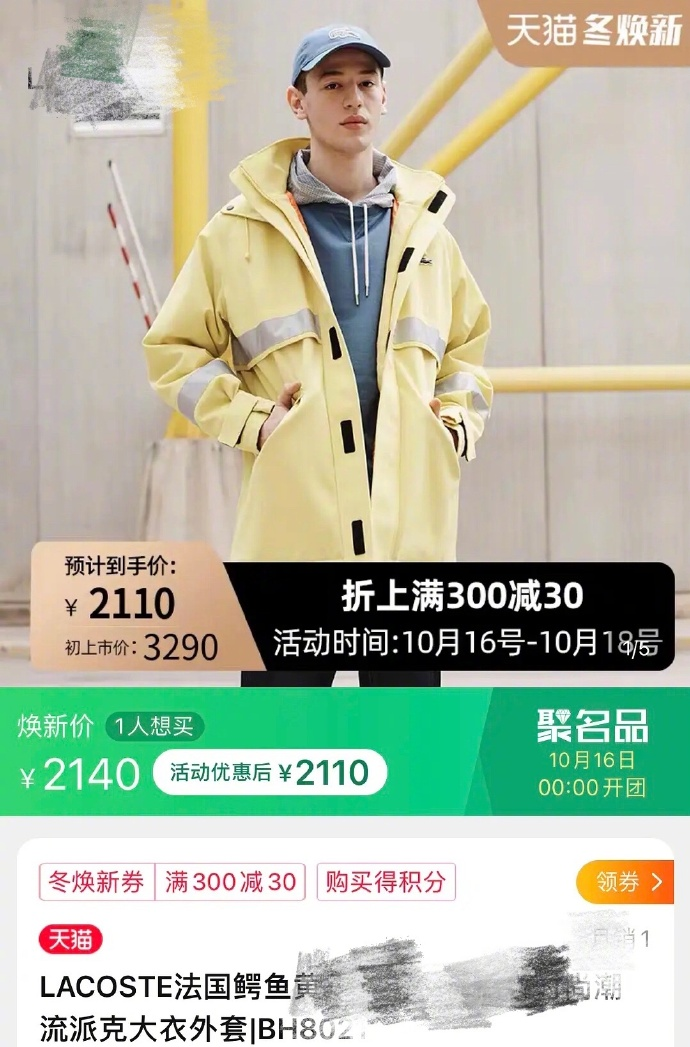 天猫冬焕新
预计到手价:
¥ 2110
初上市价: 3290
折上满300减30
活动时间:10月16号-10月18号
1/5
焕新价 1人想买
¥2140 活动优惠后 ¥2110
聚名品
10月16日
00:00开团
冬焕新券 满300减30 购买得积分
领券
天猫
月销1
LACOSTE法国鳄鱼黄 尚潮
流派克大衣外套|BH802